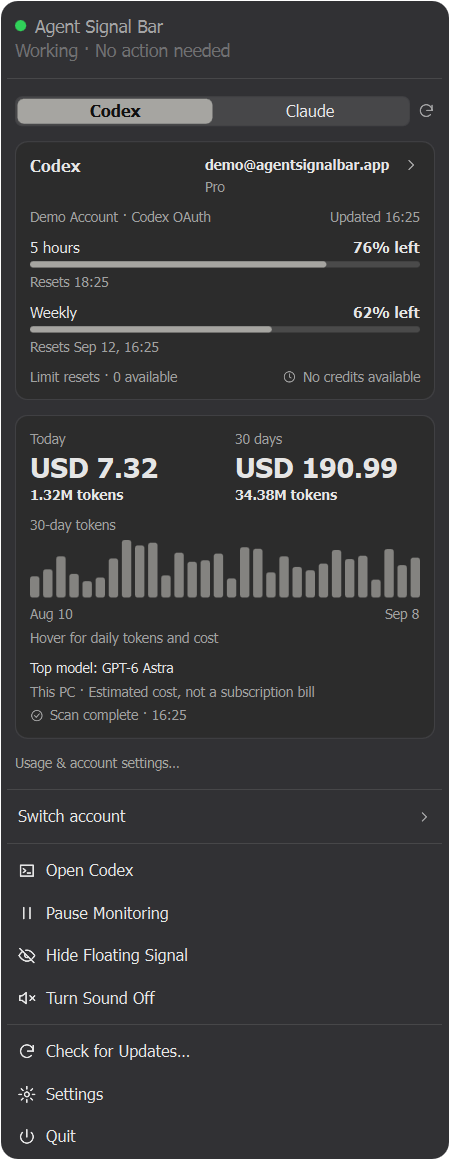 Agent Signal Bar
Working · No action needed
Codex
Claude
Codex
demo@agentsignalbar.app
Pro
Demo Account · Codex OAuth
Updated 16:25
5 hours
76% left
Resets 18:25
Weekly
62% left
Resets Sep 12, 16:25
Limit resets · 0 available
No credits available
Today
30 days
USD 7.32
USD 190.99
1.32M tokens
34.38M tokens
30-day tokens
Aug 10
Sep 8
Hover for daily tokens and cost
Top model: GPT-6 Astra
This PC · Estimated cost, not a subscription bill
Scan complete · 16:25
Usage & account settings...
Switch account
Open Codex
Pause Monitoring
Hide Floating Signal
Turn Sound Off
Check for Updates...
Settings
Quit